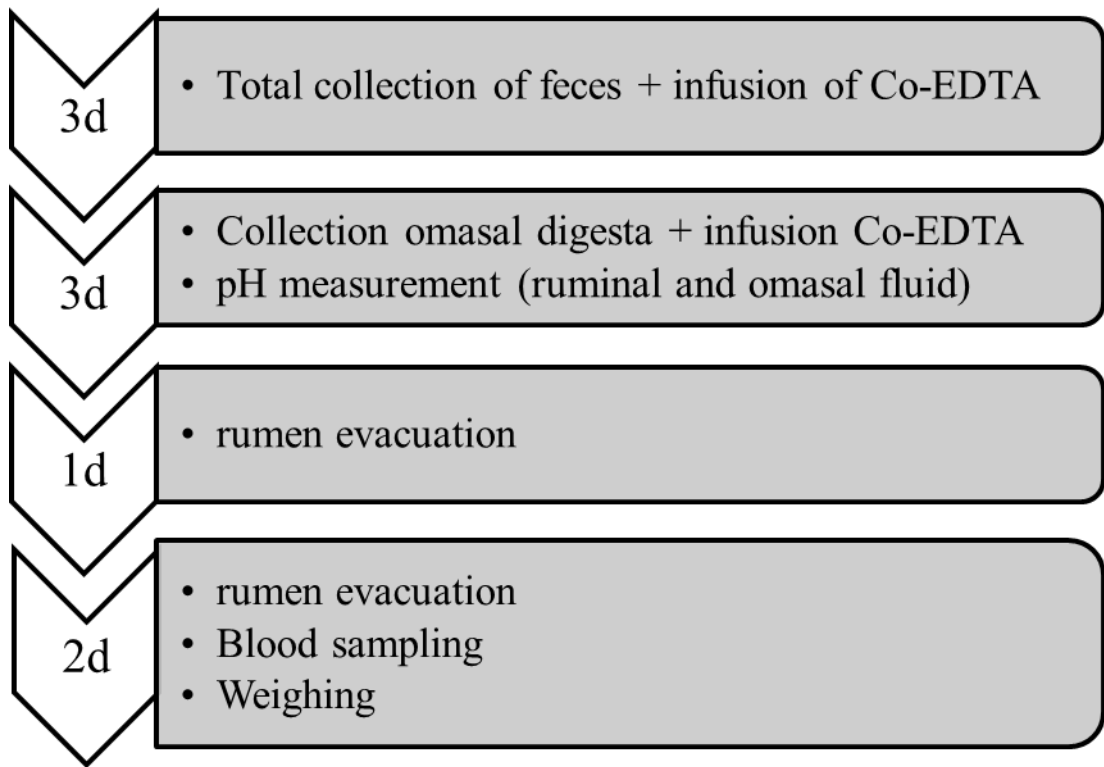 3d
• Total collection of feces + infusion of Co-EDTA
3d
• Collection omasal digesta + infusion Co-EDTA
• pH measurement (ruminal and omasal fluid)
1d
• rumen evacuation
2d
• rumen evacuation
• Blood sampling
• Weighing